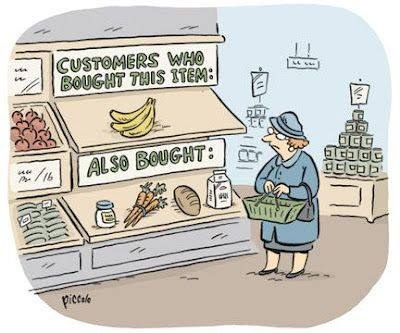 CUSTOMERS WHO
BOUGHT THIS ITEM:
ALSO BOUGHT:
/lb
piccolo